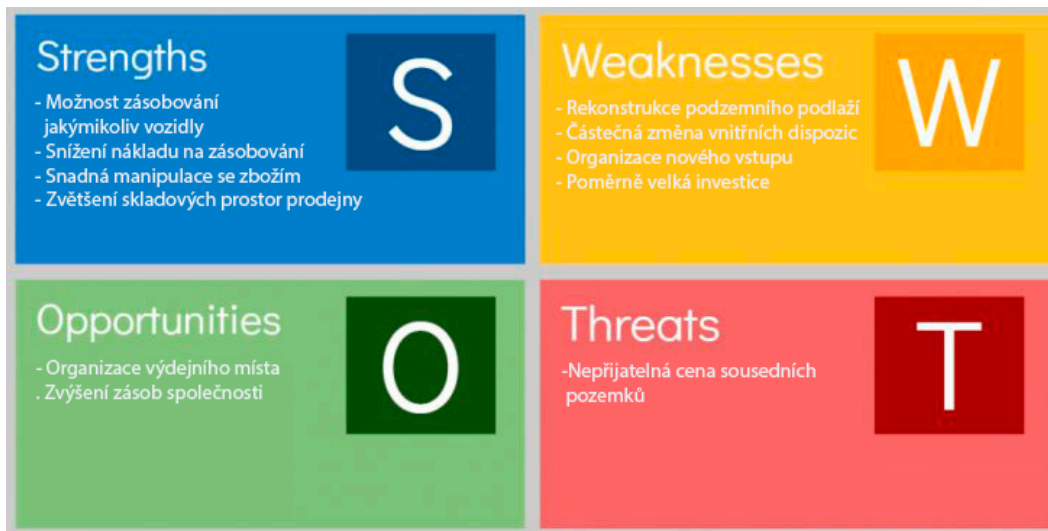 Strengths
S
- Možnost zásobování
jakýmikoliv vozidly
- Snížení nákladu na zásobování
- Snadná manipulace se zbožím
- Zvětšení skladových prostor prodejny
Weaknesses
W
- Rekonstrukce podzemního podlaží
- Částečná změna vnitřních dispozic
- Organizace nového vstupu
- Poměrně velká investice
Opportunities
O
- Organizace výdejního místa
. Zvýšení zásob společnosti
Threats
T
-Nepřijatelná cena sousedních
pozemků